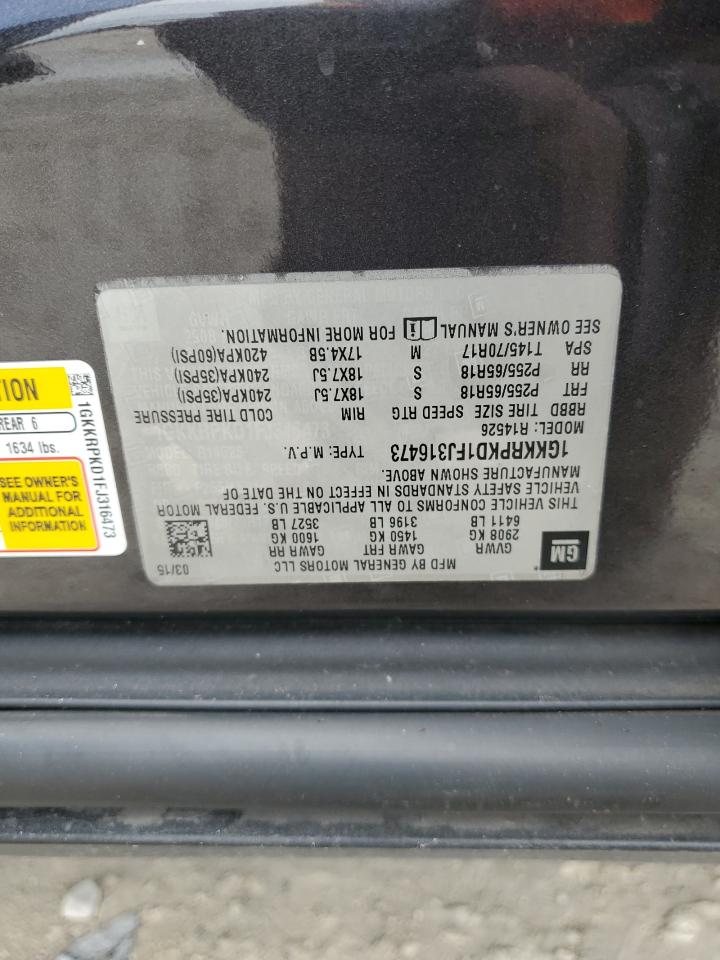 GM
MFD BY GENERAL MOTORS LLC
03/15
GVWR GAWR FRT GAWR RR
2908 KG 1450 KG 1600 KG
6411 LB 3196 LB 3527 LB
THIS VEHICLE CONFORMS TO ALL APPLICABLE U.S. FEDERAL MOTOR
VEHICLE SAFETY STANDARDS IN EFFECT ON THE DATE OF
MANUFACTURE SHOWN ABOVE.
1GKKRPKD1FJ316473 TYPE: M.P.V.
MODEL: R14526
RBBD TIRE SIZE SPEED RTG RIM COLD TIRE PRESSURE
FRT P255/65R18 S 18X7.5J 240KPA(35PSI)
RR P255/65R18 S 18X7.5J 240KPA(35PSI)
SPA T145/70R17 M 17X4.5B 420KPA(60PSI)
SEE OWNER'S MANUAL FOR MORE INFORMATION.
TION
REAR 6
1634 lbs.
SEE OWNER'S
MANUAL FOR
ADDITIONAL
INFORMATION
1GKKRPKD1FJ316473